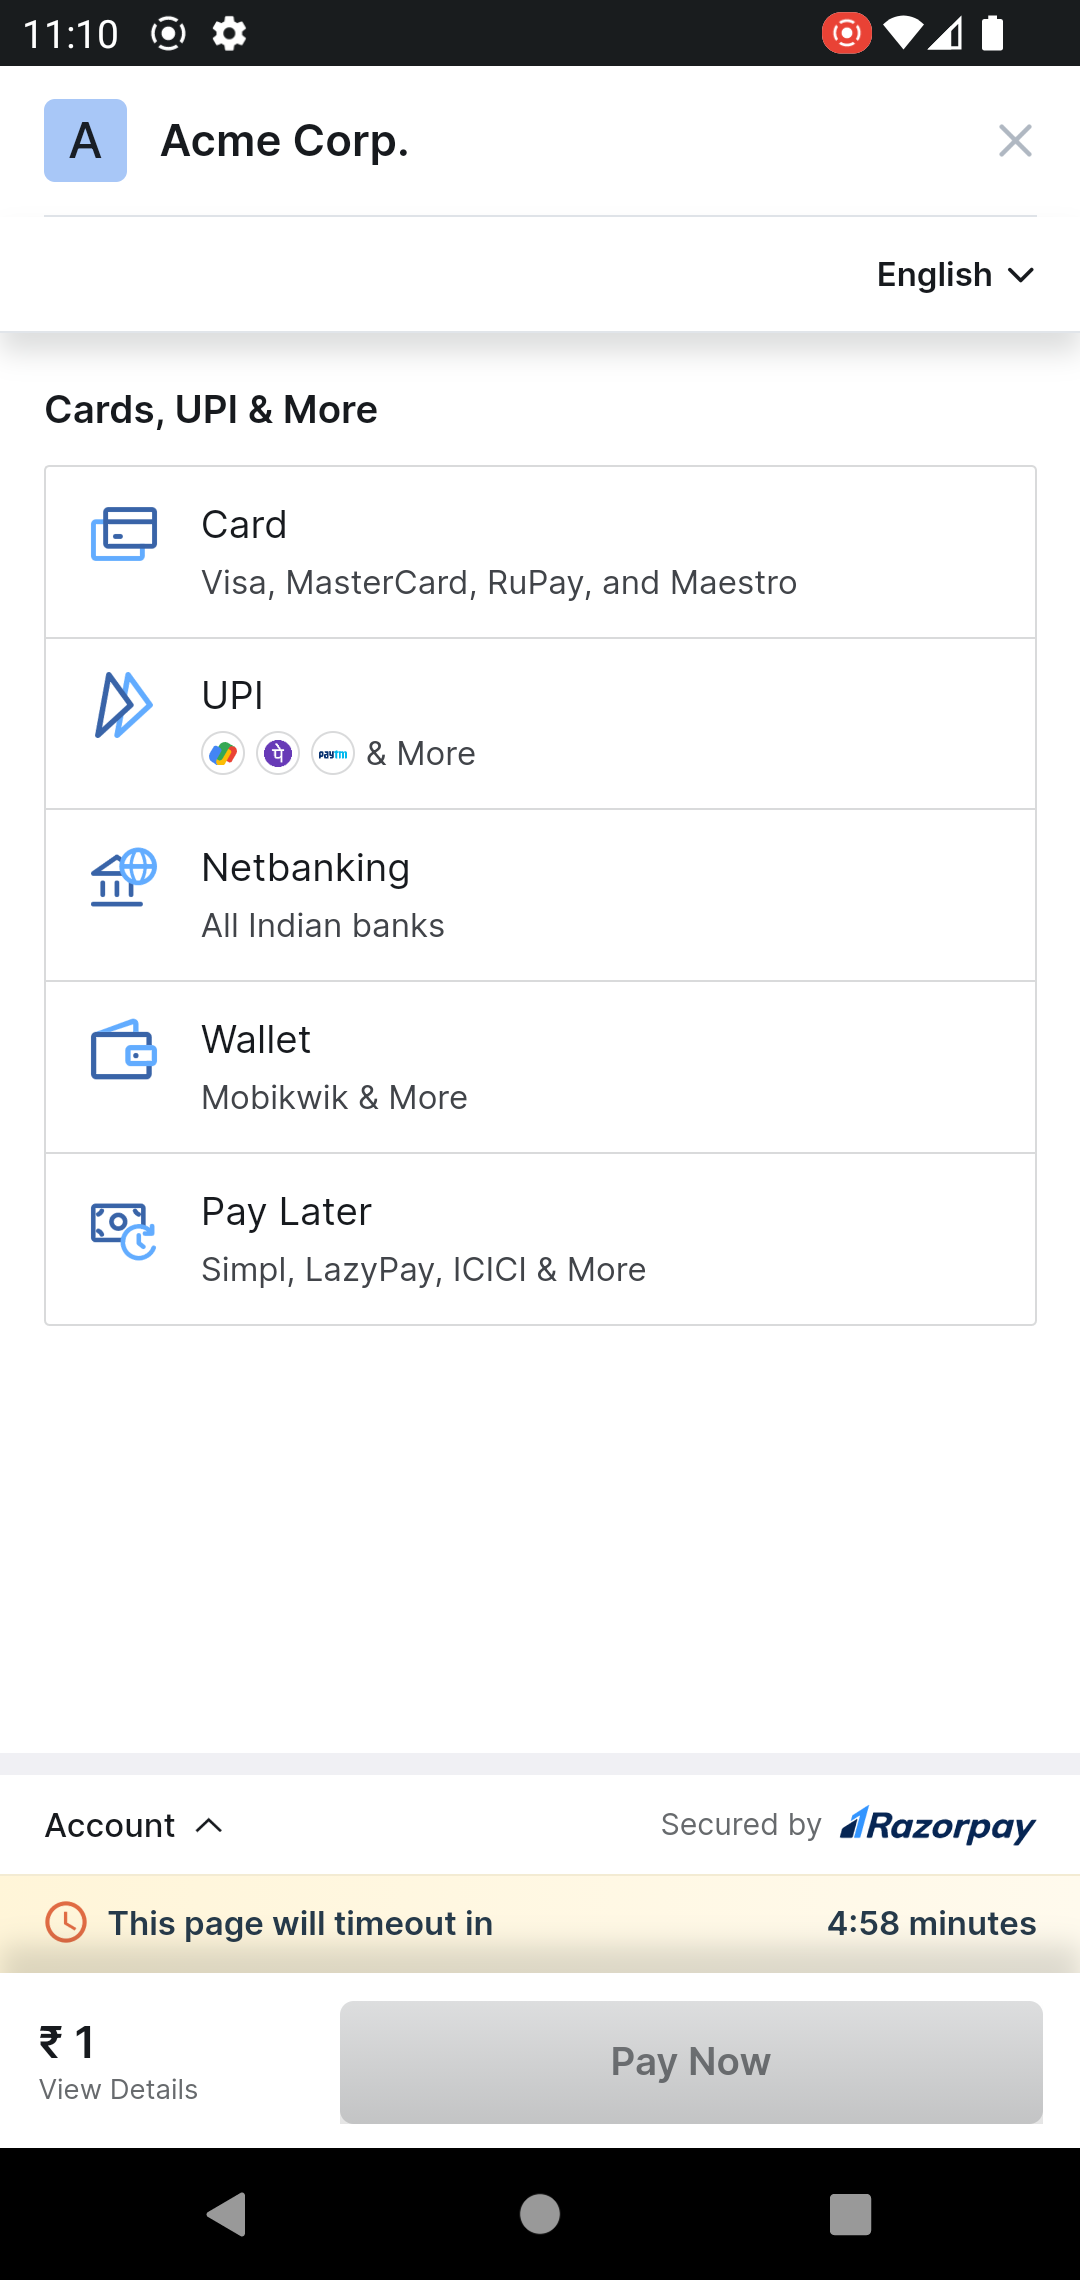 11:10
A Acme Corp.
English
Cards, UPI & More
Card
Visa, MasterCard, RuPay, and Maestro
UPI
पे paytm & More
Netbanking
All Indian banks
Wallet
Mobikwik & More
Pay Later
Simpl, LazyPay, ICICI & More
Account Secured by Razorpay
This page will timeout in 4:58 minutes
₹ 1
View Details
Pay Now